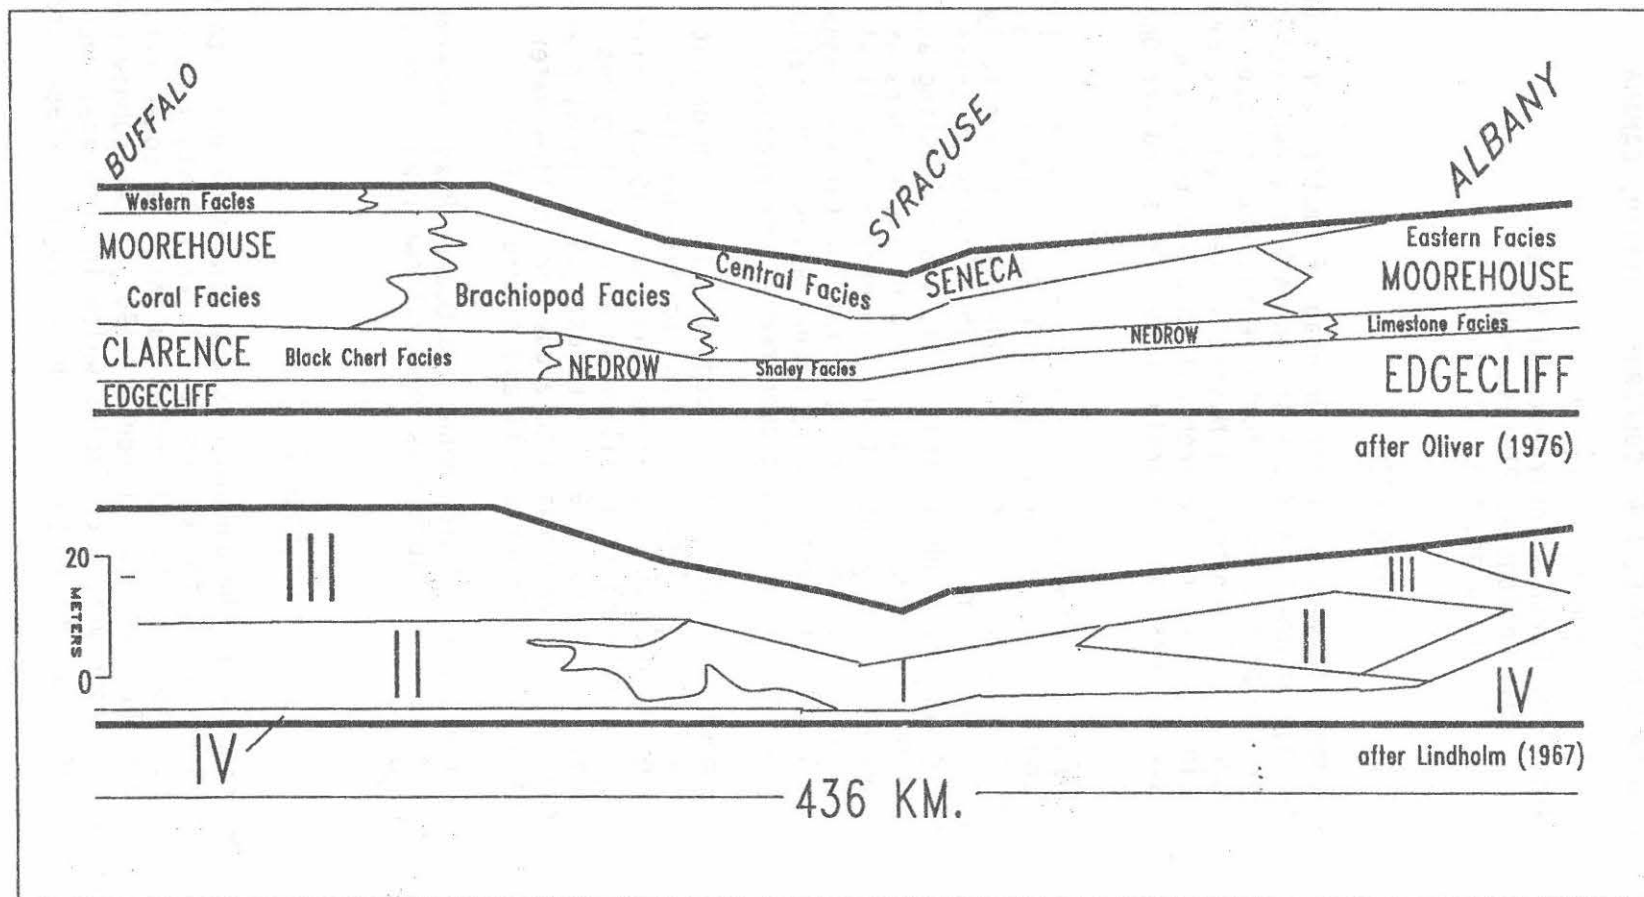 BUFFALO
SYRACUSE
ALBANY
Western Facies
MOOREHOUSE
Coral Facies
Brachiopod Facies
Central Facies
SENECA
Eastern Facies
MOOREHOUSE
CLARENCE
Black Chert Facies
NEDROW
Shaley Facies
NEDROW
Limestone Facies
EDGECLIFF
EDGECLIFF
after Oliver (1976)
20
METERS
0
III
II
I
II
III
IV
IV
IV
after Lindholm (1967)
436 KM.